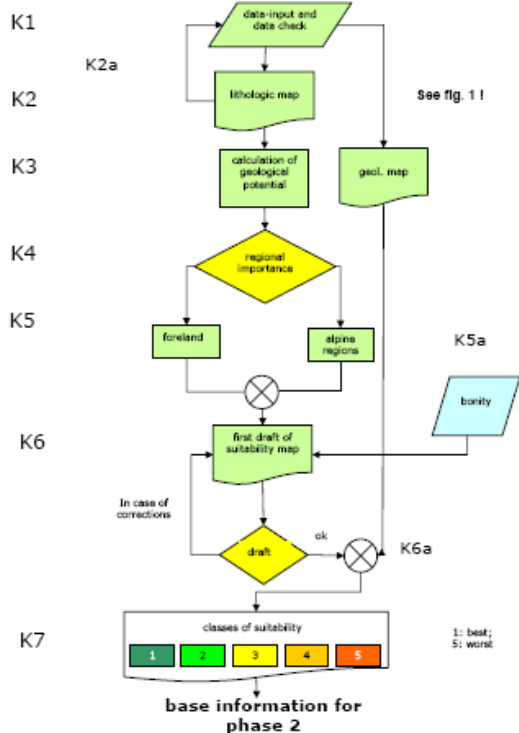 K1
data-input and
data check
K2a
K2
lithologic map
See fig. 1 !
K3
calculation of
geological
potential
geol. map
K4
regional
importance
K5
foreland
alpine
regions
K5a
bonity
K6
first draft of
suitability map
In case of
corrections
ok
draft
K6a
K7
classes of suitability
1
2
3
4
5
1: best;
5: worst
base information for
phase 2